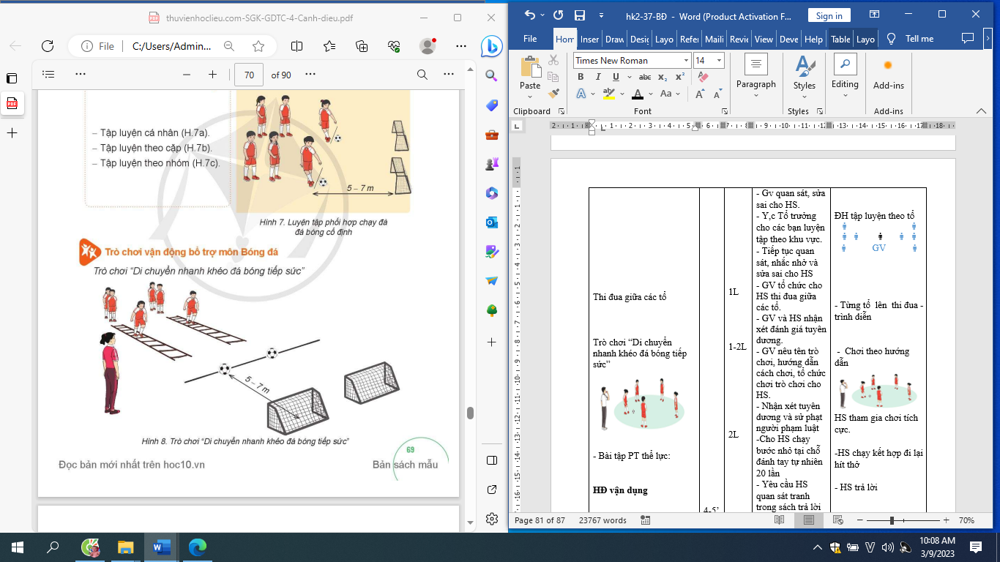 thuvienhoclieu.com-SGK-GDTC-4-Canh-dieu.pdf
File
C:/Users/Admin...
70
of 90
– Tập luyện cá nhân (H.7a).
– Tập luyện theo cặp (H.7b).
– Tập luyện theo nhóm (H.7c).
5 – 7 m
Hình 7. Luyện tập phối hợp chạy đà
đá bóng cố định
Trò chơi vận động bổ trợ môn Bóng đá
Trò chơi “Di chuyển nhanh khéo đá bóng tiếp sức”
5 – 7 m
Hình 8. Trò chơi “Di chuyển nhanh khéo đá bóng tiếp sức”
69
Đọc bản mới nhất trên hoc10.vn
Bản sách mẫu
hk2-37-BĐ - Word (Product Activation F...
Sign in
File
Hom
Inser
Draw
Desig
Layo
Refer
Maili
Revie
View
Deve
Help
Table
Layo
Tell me
Paste
Clipboard
Times New Roman
14
B I U abc x₂ x²
Aa
Font
Paragraph
Styles
Styles
Editing
Add-ins
Add-ins
Thi đua giữa các tổ
Trò chơi “Di chuyển
nhanh khéo đá bóng tiếp
sức”
- Bài tập PT thể lực:
HĐ vận dụng
4-5’
1L
1-2L
2L
- Gv quan sát, sửa
sai cho HS.
- Y,c Tổ trưởng
cho các bạn luyện
tập theo khu vực.
- Tiếp tục quan
sát, nhắc nhở và
sửa sai cho HS
- GV tổ chức cho
HS thi đua giữa
các tổ.
- GV và HS nhận
xét đánh giá tuyên
dương.
- GV nêu tên trò
chơi, hướng dẫn
cách chơi, tổ chức
chơi trò chơi cho
HS.
- Nhận xét tuyên
dương và sử phạt
người phạm luật
-Cho HS chạy
bước nhỏ tại chỗ
đánh tay tự nhiên
20 lần
- Yêu cầu HS
quan sát tranh
trong sách trả lời
ĐH tập luyện theo tổ
GV
- Từng tổ lên thi đua -
trình diễn
- Chơi theo hướng
dẫn
HS tham gia chơi tích
cực.
-HS chạy kết hợp đi lại
hít thở
- HS trả lời
Page 81 of 87
23767 words
70%
10:08 AM
3/9/2023